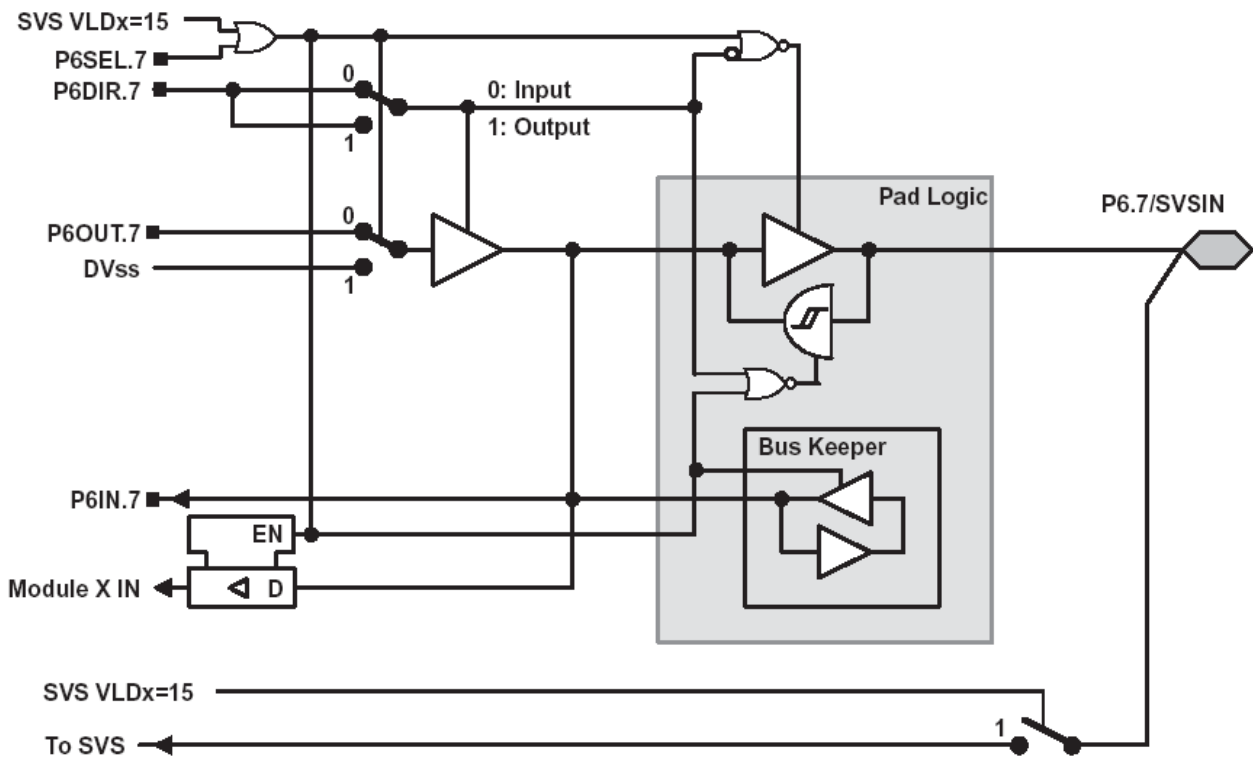 SVS VLDx=15
P6SEL.7
P6DIR.7
0
1
0: Input
1: Output
Pad Logic
P6.7/SVSIN
P6OUT.7
0
DVss
1
Bus Keeper
P6IN.7
EN
Module X IN
D
SVS VLDx=15
1
To SVS